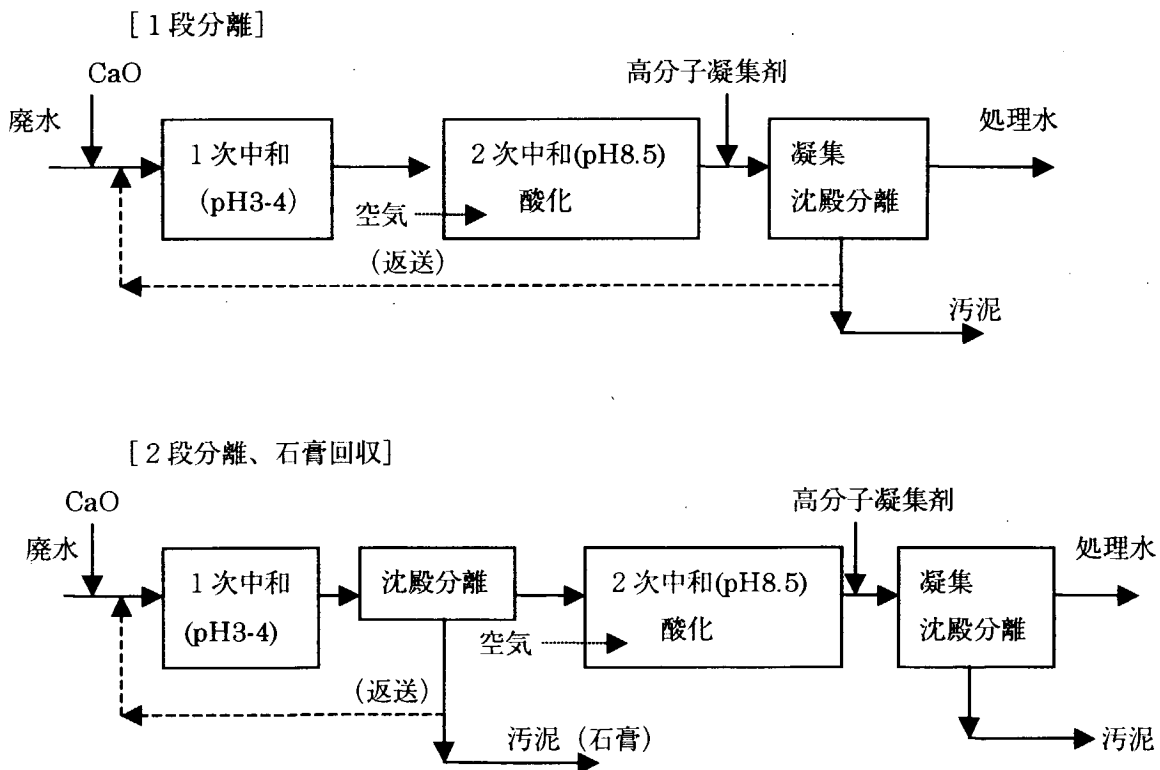 [1段分離]
CaO
高分子凝集剤
廃水
処理水
1次中和
(pH3-4)
2次中和(pH8.5)
酸化
凝集
沈殿分離
空気
(返送)
汚泥
[2段分離、石膏回収]
CaO
高分子凝集剤
廃水
処理水
1次中和
(pH3-4)
沈殿分離
2次中和(pH8.5)
酸化
凝集
沈殿分離
空気
(返送)
汚泥(石膏)
汚泥